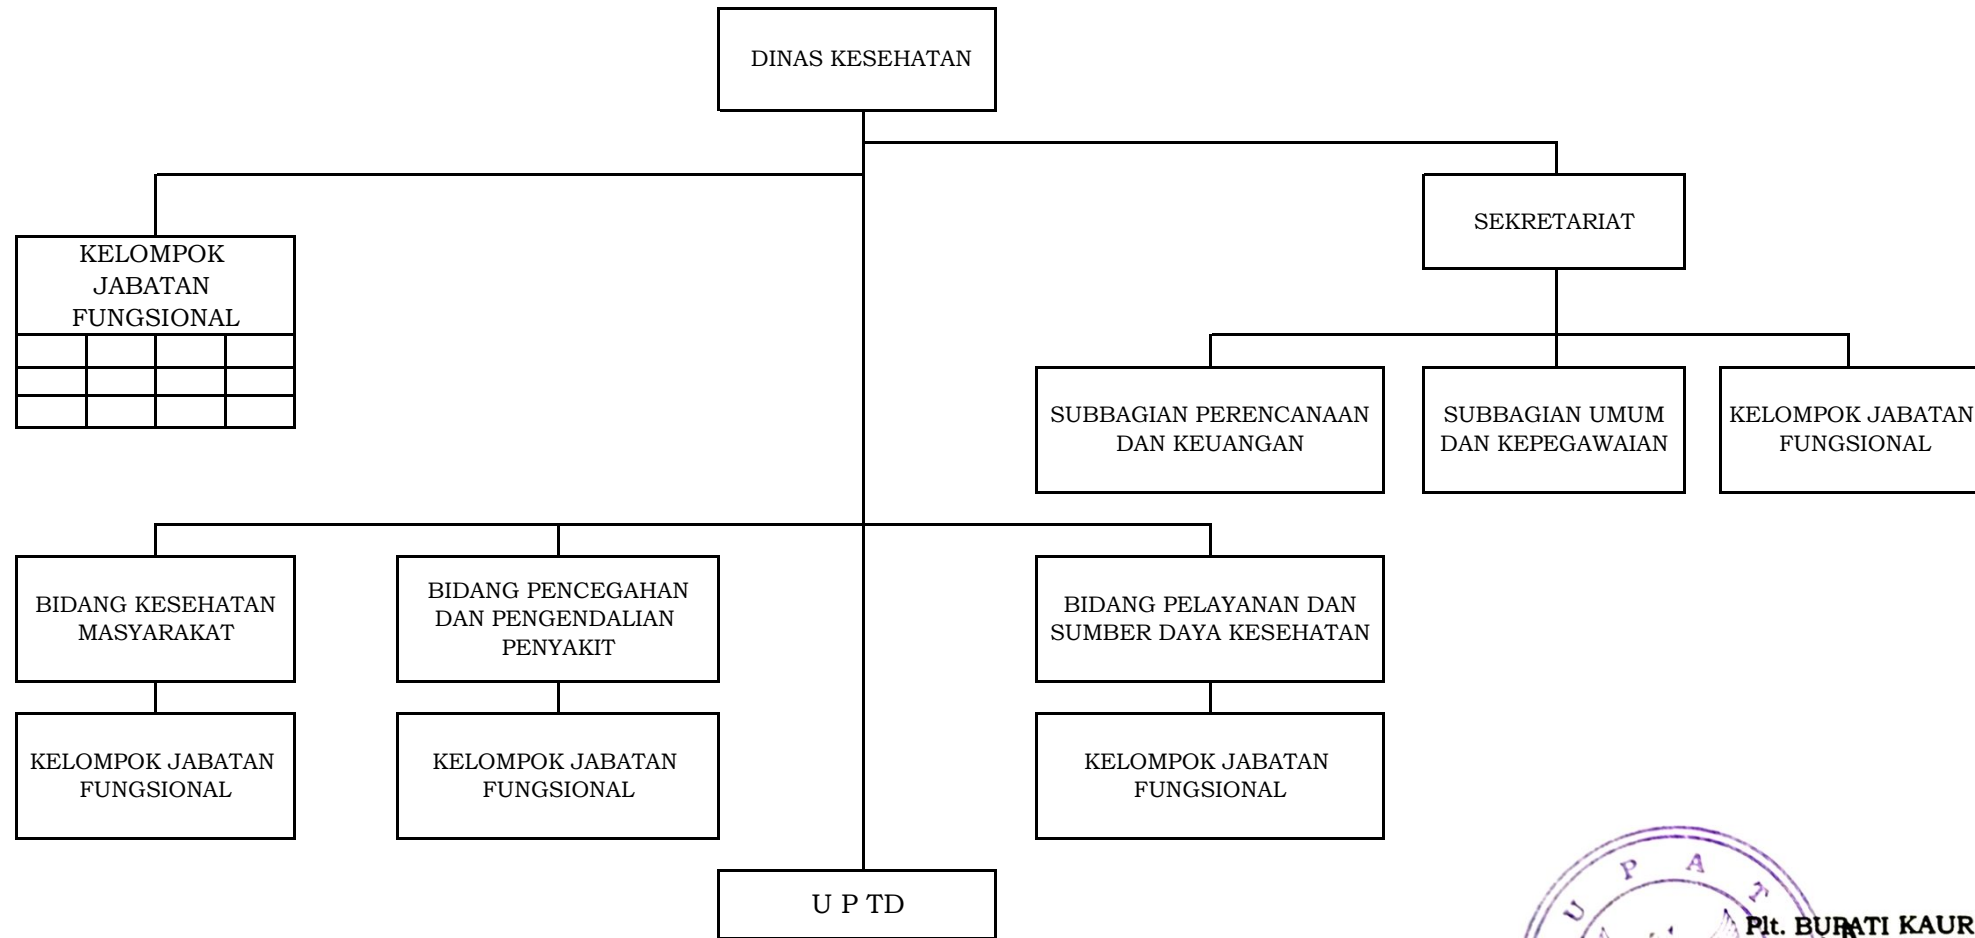 DINAS KESEHATAN
SEKRETARIAT
KELOMPOK
JABATAN
FUNGSIONAL
SUBBAGIAN PERENCANAAN
DAN KEUANGAN
SUBBAGIAN UMUM
DAN KEPEGAWAIAN
KELOMPOK JABATAN
FUNGSIONAL
BIDANG KESEHATAN
MASYARAKAT
BIDANG PENCEGAHAN
DAN PENGENDALIAN
PENYAKIT
BIDANG PELAYANAN DAN
SUMBER DAYA KESEHATAN
KELOMPOK JABATAN
FUNGSIONAL
KELOMPOK JABATAN
FUNGSIONAL
KELOMPOK JABATAN
FUNGSIONAL
U P TD
U P A T
Plt. BUPATI KAUR